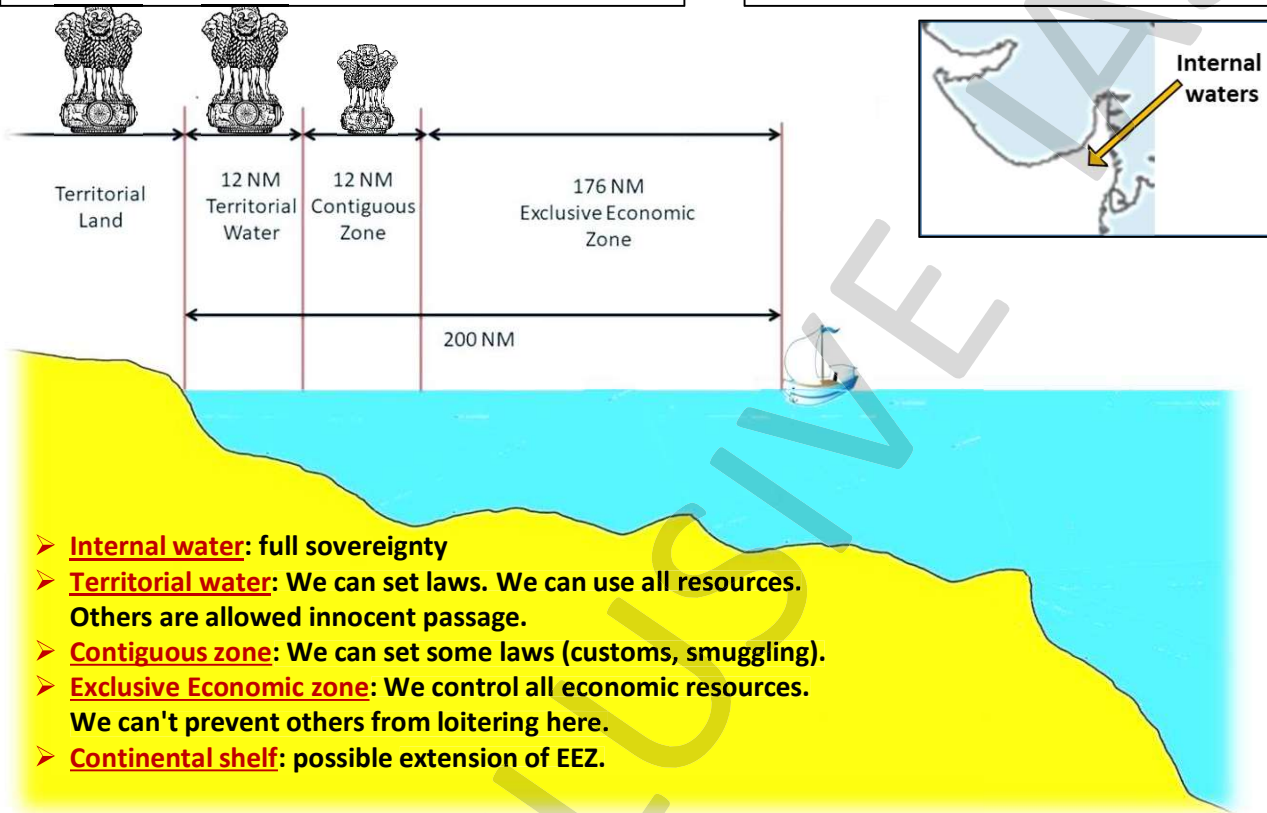 Internal
waters
Territorial
Land
12 NM
Territorial
Water
12 NM
Contiguous
Zone
176 NM
Exclusive Economic
Zone
200 NM
➢ Internal water: full sovereignty
➢ Territorial water: We can set laws. We can use all resources.
Others are allowed innocent passage.
➢ Contiguous zone: We can set some laws (customs, smuggling).
➢ Exclusive Economic zone: We control all economic resources.
We can't prevent others from loitering here.
➢ Continental shelf: possible extension of EEZ.
LUSIVE IAS